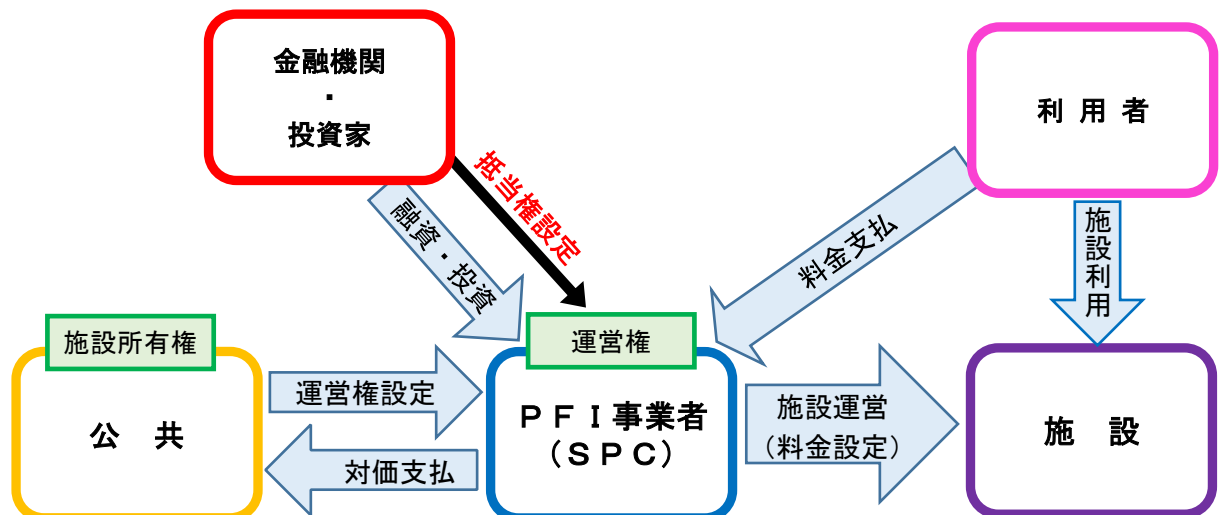 金融機関
・
投資家
利用者
抵当権設定
融資・投資
料金支払
施設利用
施設所有権
運営権
公共
運営権設定
対価支払
ＰＦＩ事業者
（ＳＰＣ）
施設運営
（料金設定）
施設